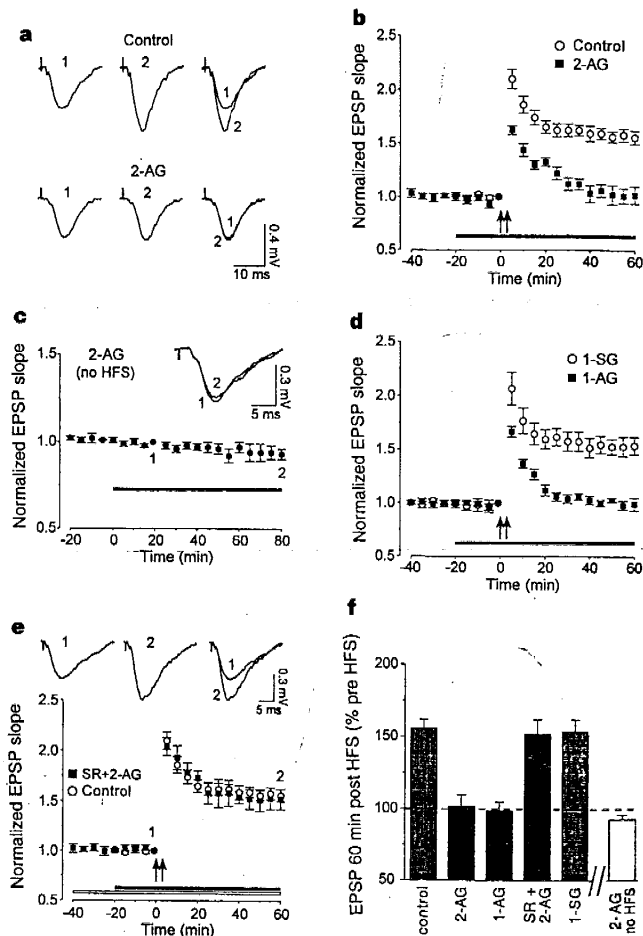 a
Control
1 2 1
2
2-AG
1 2 1
2
0.4 mV
10 ms
b
Normalized EPSP slope
2.5
2.0
1.5
1.0
0.5
Control
2-AG
-40 -20 0 20 40 60
Time (min)
c
Normalized EPSP slope
1.5
1.0
0.5
2-AG
(no HFS)
2
1
0.3 mV
5 ms
1
2
-20 0 20 40 60 80
Time (min)
d
Normalized EPSP slope
2.5
2.0
1.5
1.0
0.5
1-SG
1-AG
-40 -20 0 20 40 60
Time (min)
e
1 2 1
2
0.3 mV
5 ms
Normalized EPSP slope
2.5
2.0
1.5
1.0
0.5
SR+2-AG
Control
2
1
-40 -20 0 20 40 60
Time (min)
f
EPSP 60 min post HFS (% pre HFS)
200
150
100
50
control
2-AG
1-AG
SR +
2-AG
1-SG
2-AG
no HFS